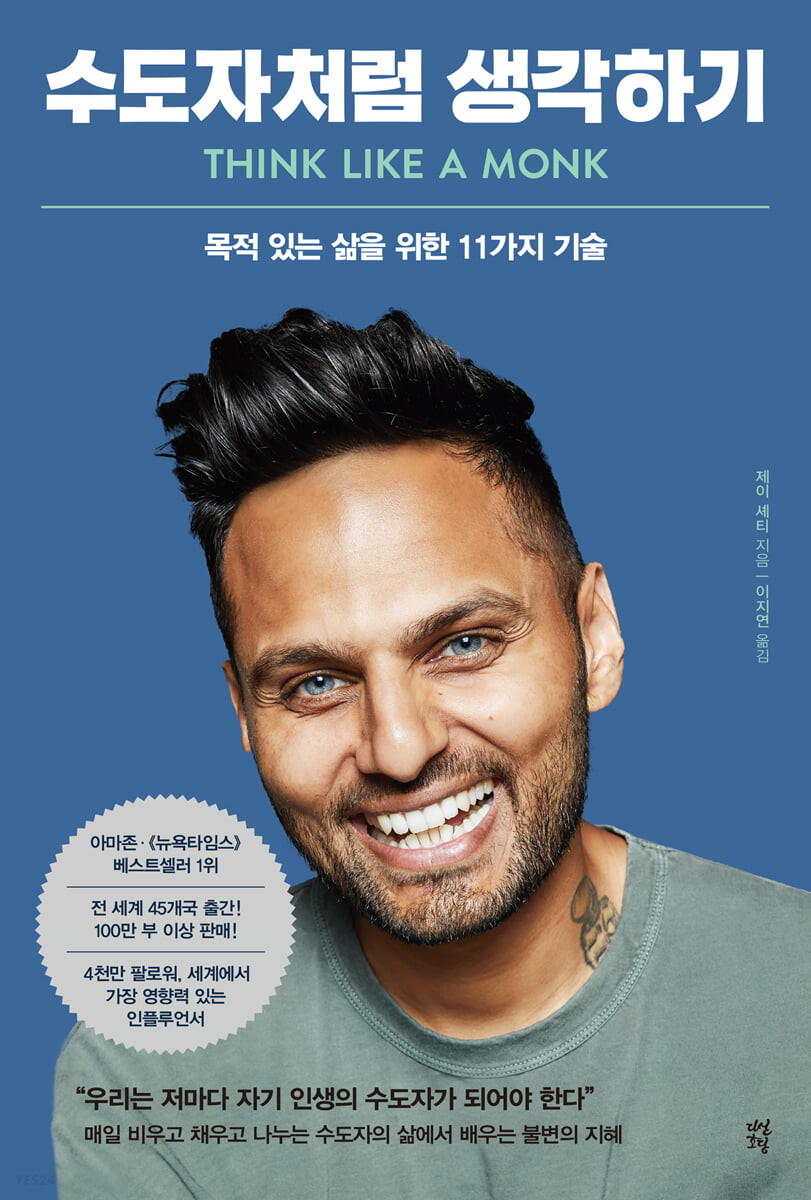 수도자처럼 생각하기
THINK LIKE A MONK
목적 있는 삶을 위한 11가지 기술
제이 셰티 지음 | 이지연 옮김
아마존·《뉴욕타임스》
베스트셀러 1위
전 세계 45개국 출간!
100만 부 이상 판매!
4천만 팔로워, 세계에서
가장 영향력 있는
인플루언서
“우리는 저마다 자기 인생의 수도자가 되어야 한다”
매일 비우고 채우고 나누는 수도자의 삶에서 배우는 불변의 지혜
다산
초당
YES24